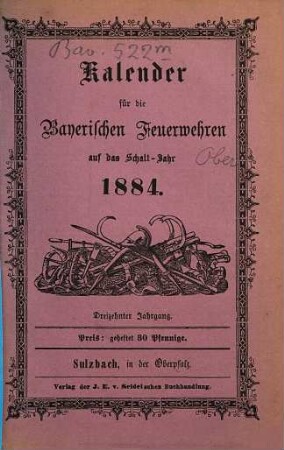 Bav. 522 m
Kalender
für die
Bayerischen Feuerwehren
auf das Schalt-Jahr
Ober
1884.
Dreizehnter Jahrgang.
Preis: geheftet 30 Pfennige.
Sulzbach, in der Oberpfalz.
Verlag der J. E. v. Seidel'schen Buchhandlung.